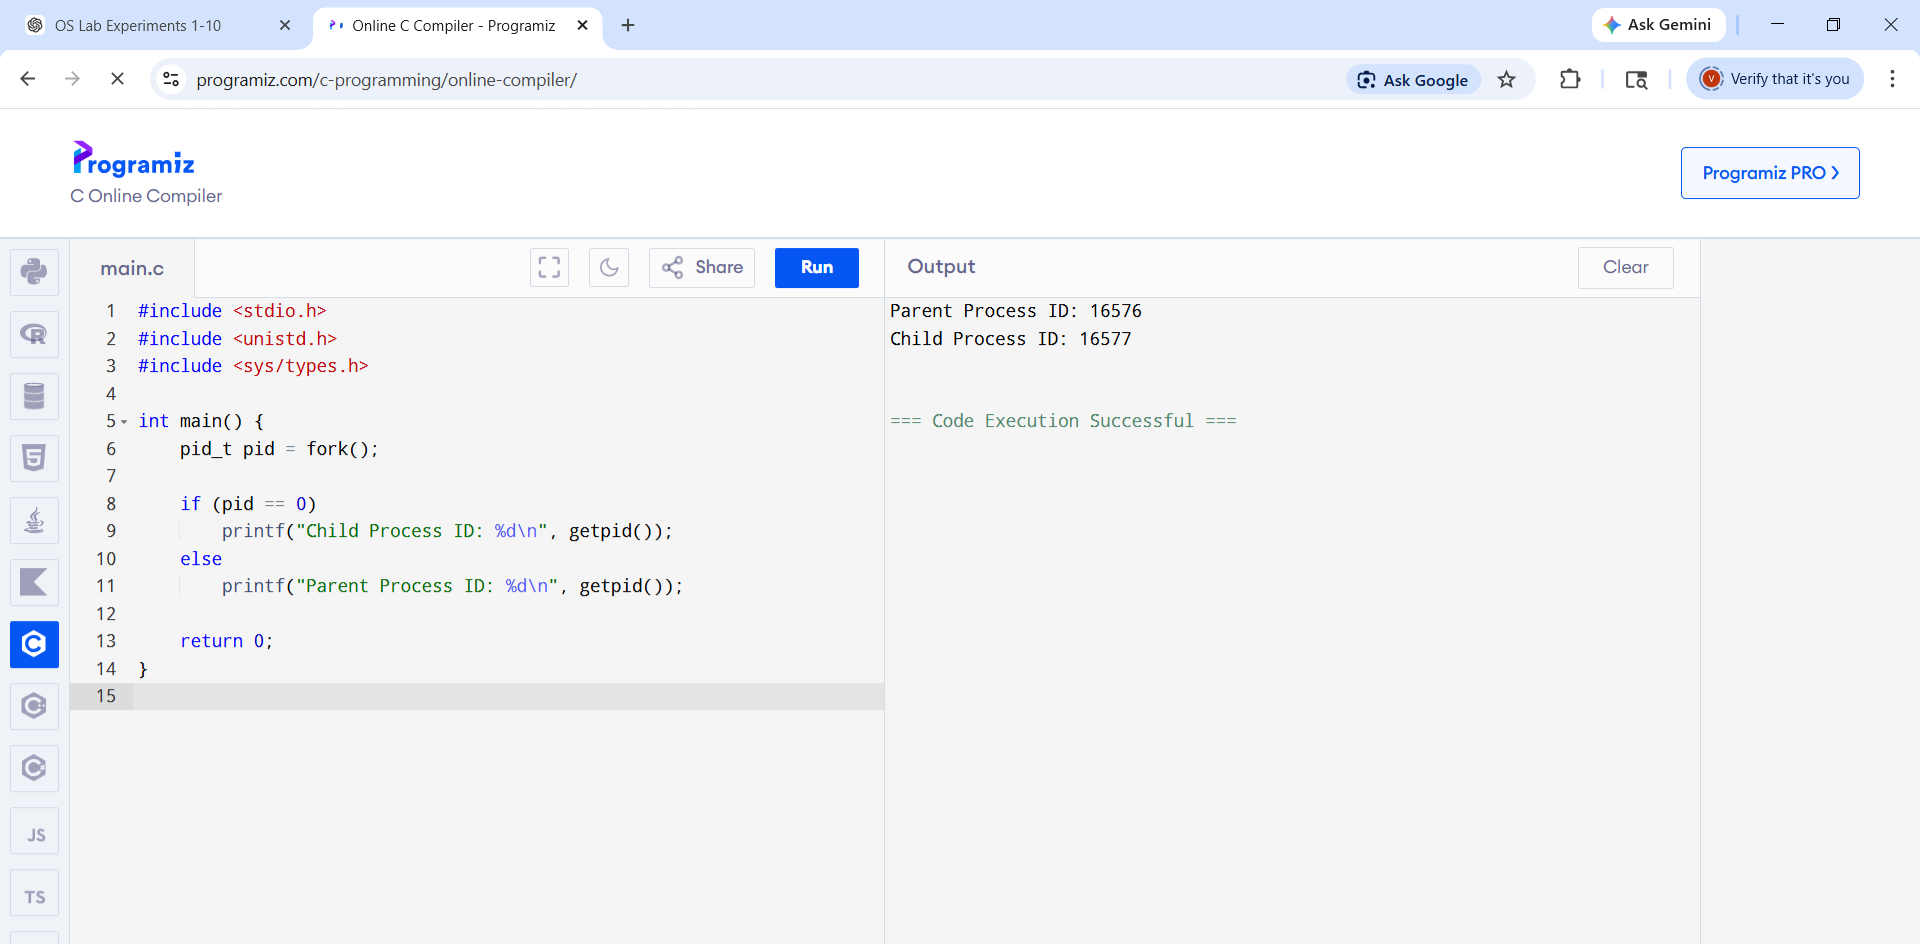 OS Lab Experiments 1-10
Online C Compiler - Programiz
Ask Gemini
programiz.com/c-programming/online-compiler/
Ask Google
V
Verify that it's you
Programiz
C Online Compiler
Programiz PRO
main.c
Share
Run
Output
Clear
1 #include <stdio.h>
2 #include <unistd.h>
3 #include <sys/types.h>
4
5 int main() {
6 pid_t pid = fork();
7
8 if (pid == 0)
9 printf("Child Process ID: %d\n", getpid());
10 else
11 printf("Parent Process ID: %d\n", getpid());
12
13 return 0;
14 }
15
Parent Process ID: 16576
Child Process ID: 16577
=== Code Execution Successful ===
R
5
C
C
C
JS
TS